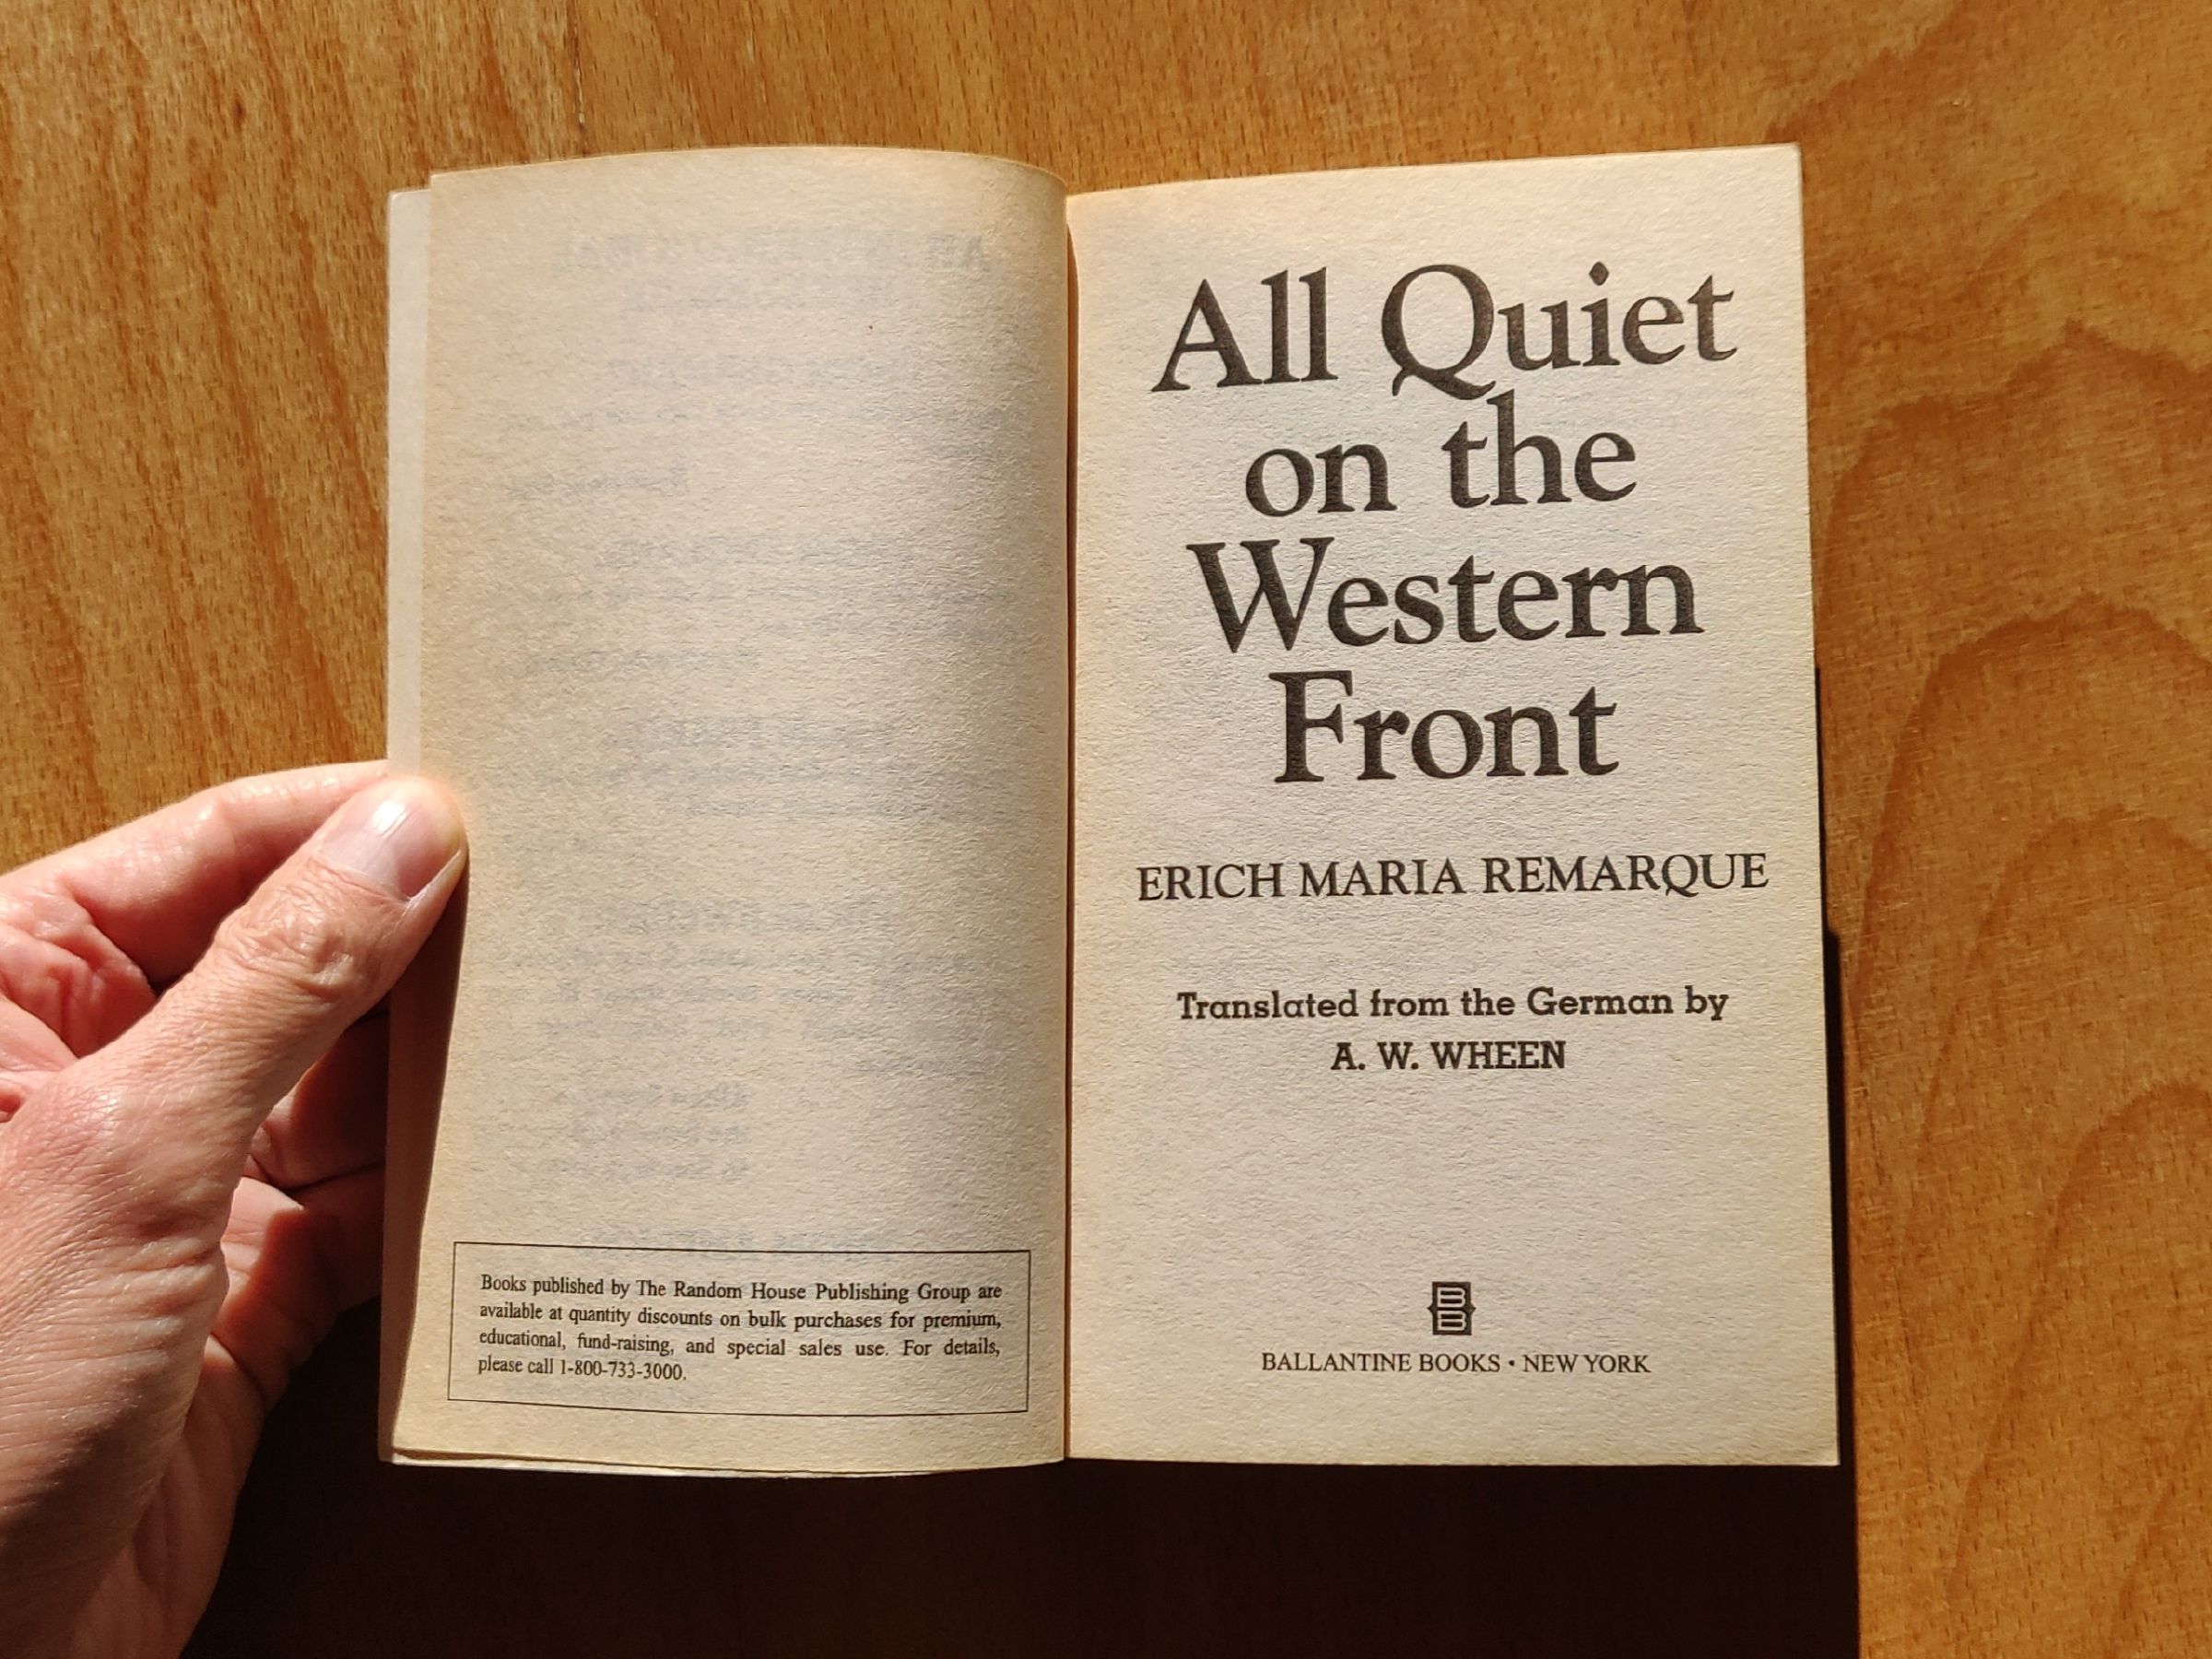 Books published by The Random House Publishing Group are
available at quantity discounts on bulk purchases for premium,
educational, fund-raising, and special sales use. For details,
please call 1-800-733-3000.
All Quiet
on the
Western
Front
ERICH MARIA REMARQUE
Translated from the German by
A. W. WHEEN
BB
BALLANTINE BOOKS • NEW YORK